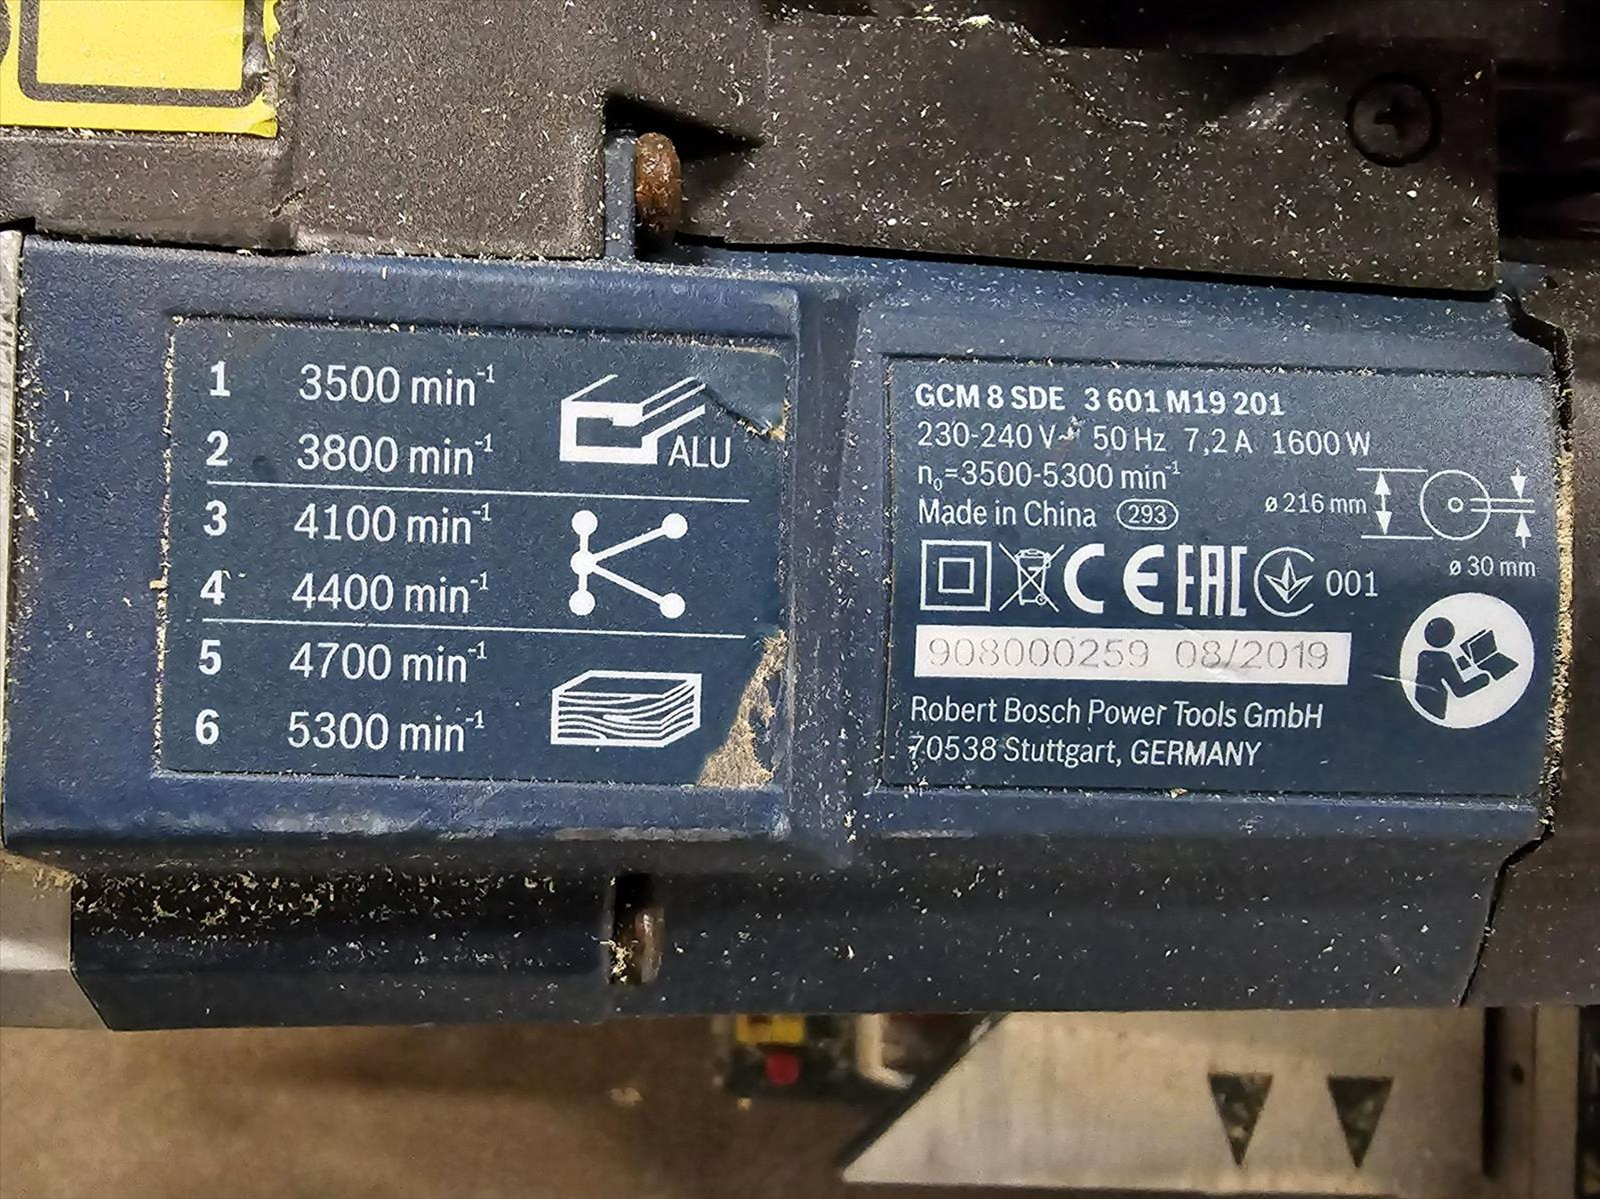 1 3500 min⁻¹
2 3800 min⁻¹
ALU
3 4100 min⁻¹
4 4400 min⁻¹
5 4700 min⁻¹
6 5300 min⁻¹
GCM 8 SDE 3 601 M19 201
230-240 V~ 50 Hz 7,2 A 1600 W
n₀=3500-5300 min⁻¹
Made in China 293
ø 216 mm
ø 30 mm
CE EAC 001
908000259 08/2019
Robert Bosch Power Tools GmbH
70538 Stuttgart, GERMANY